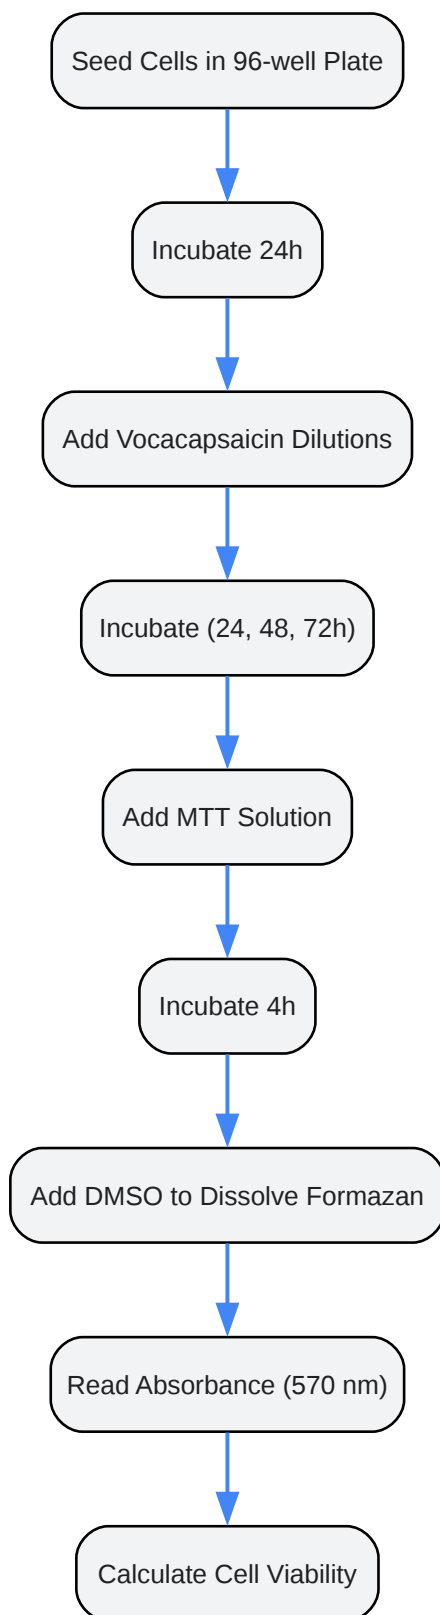 Seed Cells in 96-well Plate
Incubate 24h
Add Vocacapsaicin Dilutions
Incubate (24, 48, 72h)
Add MTT Solution
Incubate 4h
Add DMSO to Dissolve Formazan
Read Absorbance (570 nm)
Calculate Cell Viability